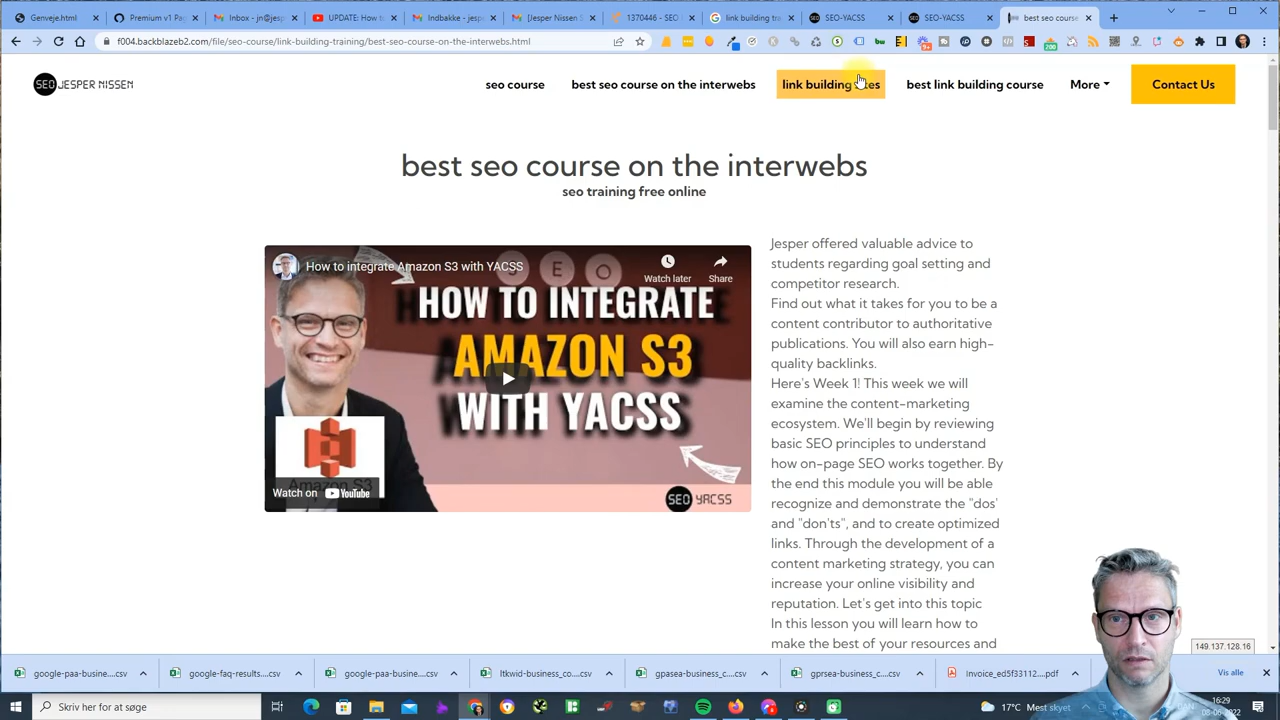 Genveje.html
Premium v1 Pag
Inbox - jn@jesp
UPDATE: How to
Indbakke - jespe
[Jesper Nissen S
1370446 - SEO
link building tra
SEO-YACSS
SEO-YACSS
best seo course
f004.backblazeb2.com/file/seo-course/link-building-training/best-seo-course-on-the-interwebs.html
SEO JESPER NISSEN
seo course
best seo course on the interwebs
link building sites
best link building course
More
Contact Us
best seo course on the interwebs
seo training free online
How to integrate Amazon S3 with YACSS
Watch later
Share
S E O
HOW TO INTEGRATE
AMAZON S3
WITH YACSS
Amazon S3
Watch on YouTube
SEO YACSS
Jesper offered valuable advice to
students regarding goal setting and
competitor research.
Find out what it takes for you to be a
content contributor to authoritative
publications. You will also earn high-
quality backlinks.
Here's Week 1! This week we will
examine the content-marketing
ecosystem. We'll begin by reviewing
basic SEO principles to understand
how on-page SEO works together. By
the end this module you will be able
recognize and demonstrate the "dos'
and "don'ts", and to create optimized
links. Through the development of a
content marketing strategy, you can
increase your online visibility and
reputation. Let's get into this topic
In this lesson you will learn how to
make the best of your resources and
149.137.128.16
google-paa-busine....csv
google-faq-results....csv
google-paa-busine....csv
ltkwid-business_co....csv
gpasea-business_c....csv
gprsea-business_c....csv
Invoice_ed5f33112....pdf
Vis alle
Skriv her for at søge
17°C Mest skyet
16:29
08-06-2022